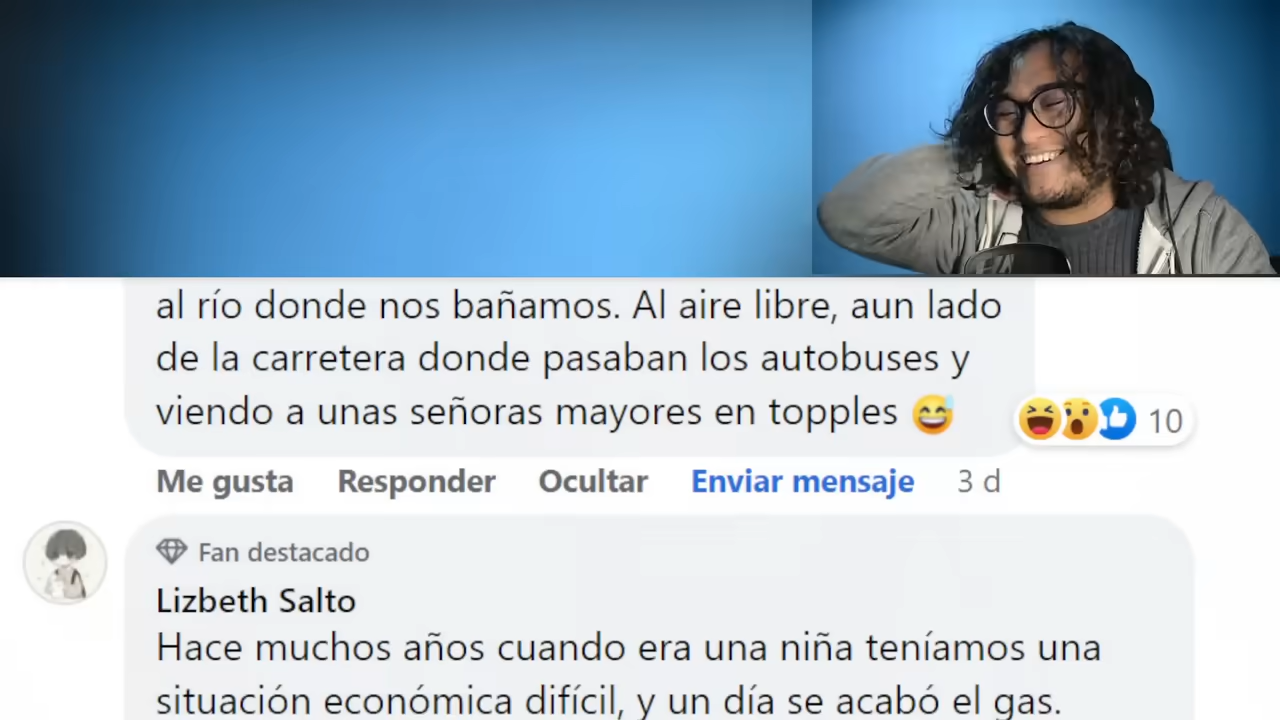 al río donde nos bañamos. Al aire libre, aun lado
de la carretera donde pasaban los autobuses y
viendo a unas señoras mayores en topples 😅
10
Me gusta Responder Ocultar Enviar mensaje 3 d
Fan destacado
Lizbeth Salto
Hace muchos años cuando era una niña teníamos una
situación económica difícil, y un día se acabó el gas.